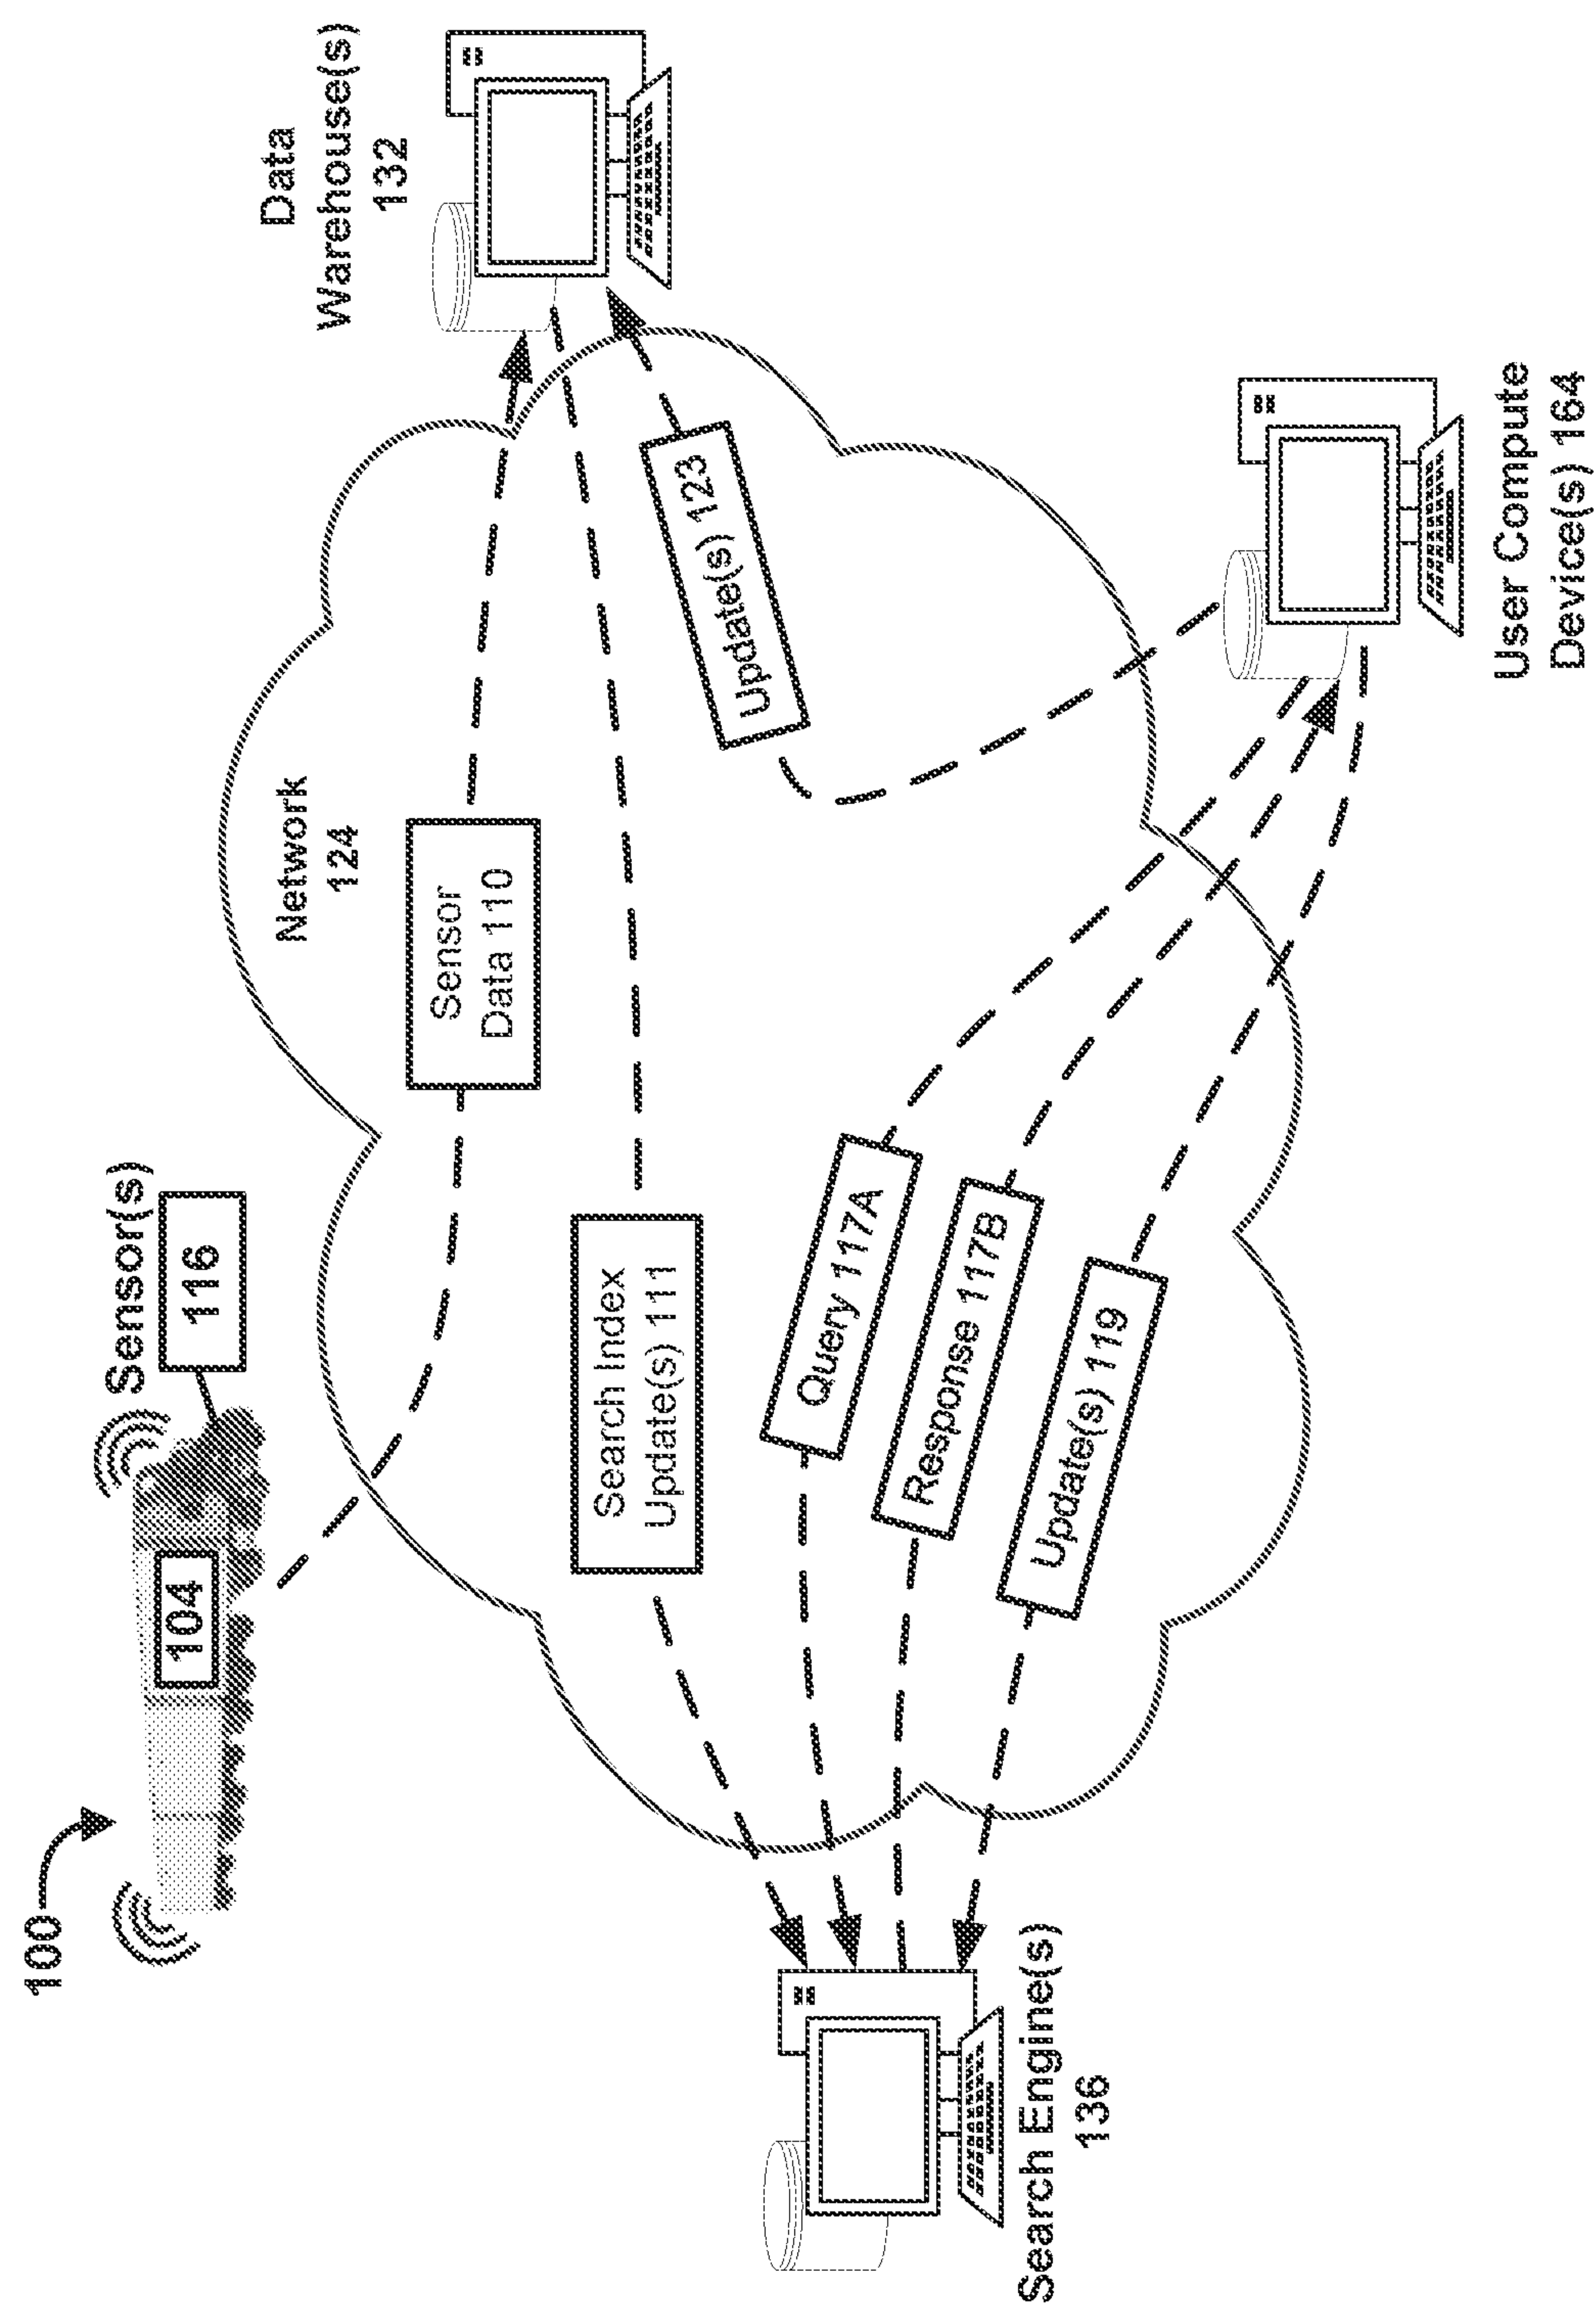 100
104
Sensor(s)
116
Network
124
Data
Warehouse(s)
132
Sensor
Data 110
Search Index
Update(s) 111
Update(s) 123
Query 117A
Response 117B
Update(s) 119
Search Engine(s)
136
User Compute
Device(s) 164